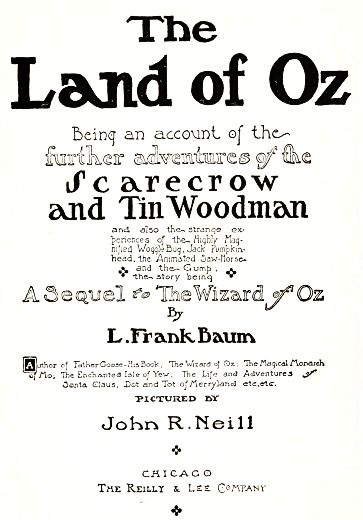 The
Land of Oz
Being an account of the
further adventures of the
Scarecrow
and Tin Woodman
and also the strange ex-
periences of the Highly Mag-
nified Woggle-Bug, Jack Pumpkin-
head, the Animated Saw-Horse
and the Gump;
the story being
A Sequel to The Wizard of Oz
By
L. Frank Baum
Author of Father Goose-His Book, The Wizard of Oz; The Magical Monarch
of Mo, The Enchanted Isle of Yew, The Life and Adventures of
Santa Claus, Dot and Tot of Merryland etc. etc.
PICTURED BY
John R. Neill
CHICAGO
THE REILLY & LEE COMPANY